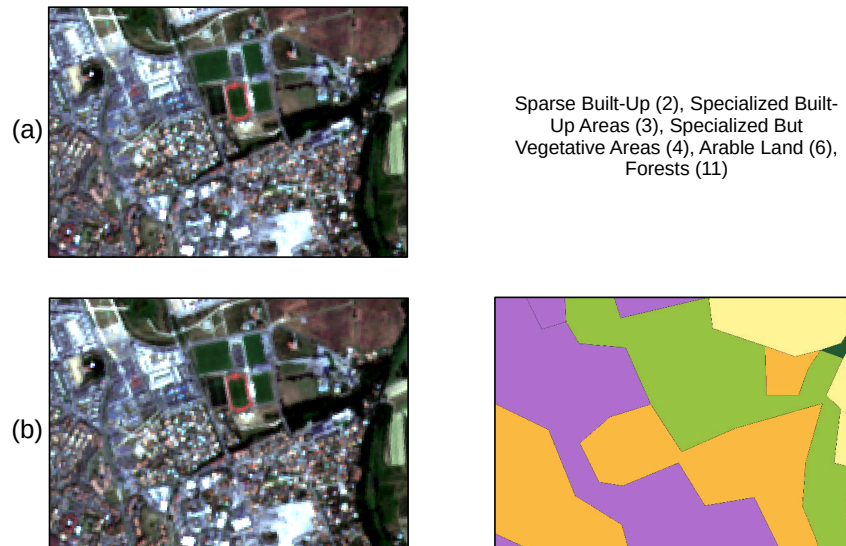 (a)
Sparse Built-Up (2), Specialized Built-
Up Areas (3), Specialized But
Vegetative Areas (4), Arable Land (6),
Forests (11)
(b)